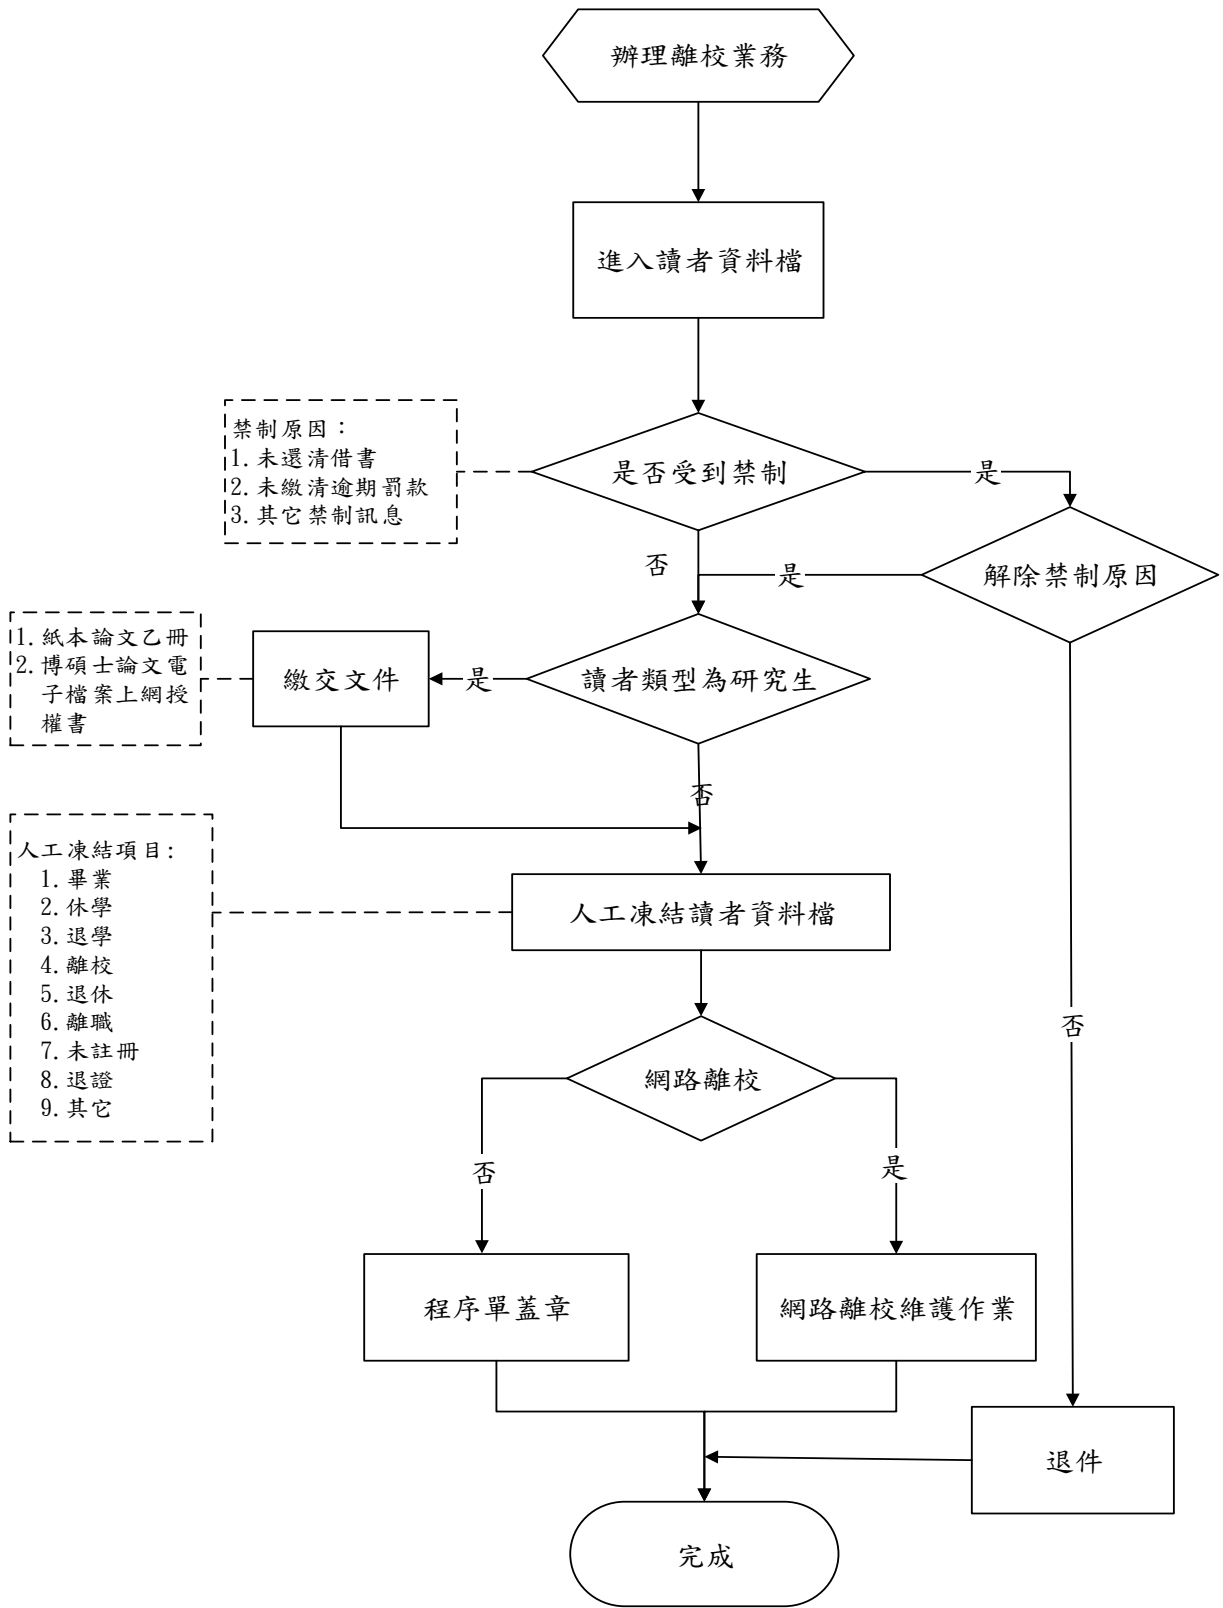 辦理離校業務
進入讀者資料檔
禁制原因：
1.未還清借書
2.未繳清逾期罰款
3.其它禁制訊息
是否受到禁制
是
否
是
解除禁制原因
1.紙本論文乙冊
2.博碩士論文電
子檔案上網授
權書
繳交文件
是
讀者類型為研究生
否
人工凍結項目:
1.畢業
2.休學
3.退學
4.離校
5.退休
6.離職
7.未註冊
8.退證
9.其它
人工凍結讀者資料檔
否
網路離校
否
是
程序單蓋章
網路離校維護作業
退件
完成